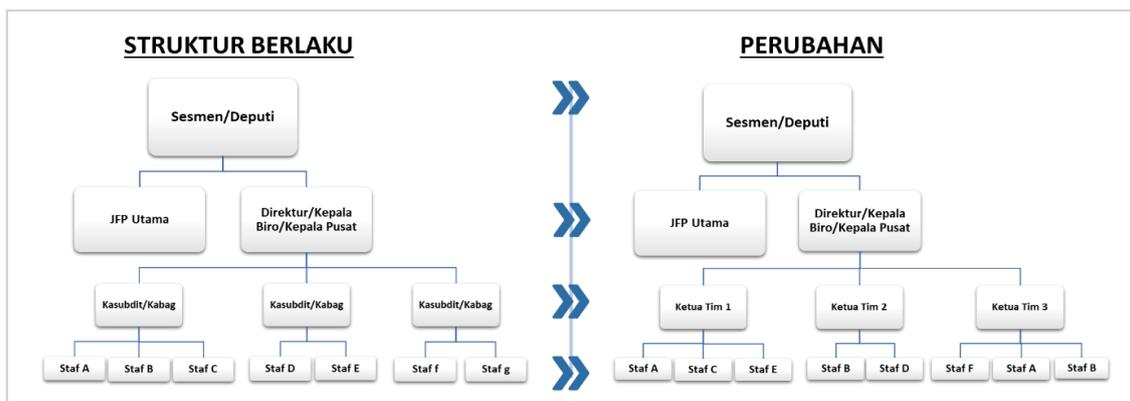 STRUKTUR BERLAKU
Sesmen/Deputi
JFP Utama
Direktur/Kepala
Biro/Kepala Pusat
Kasubdit/Kabag
Kasubdit/Kabag
Kasubdit/Kabag
Staf A
Staf B
Staf C
Staf D
Staf E
Staf f
Staf g
PERUBAHAN
Sesmen/Deputi
JFP Utama
Direktur/Kepala
Biro/Kepala Pusat
Ketua Tim 1
Ketua Tim 2
Ketua Tim 3
Staf A
Staf C
Staf E
Staf B
Staf D
Staf F
Staf A
Staf B